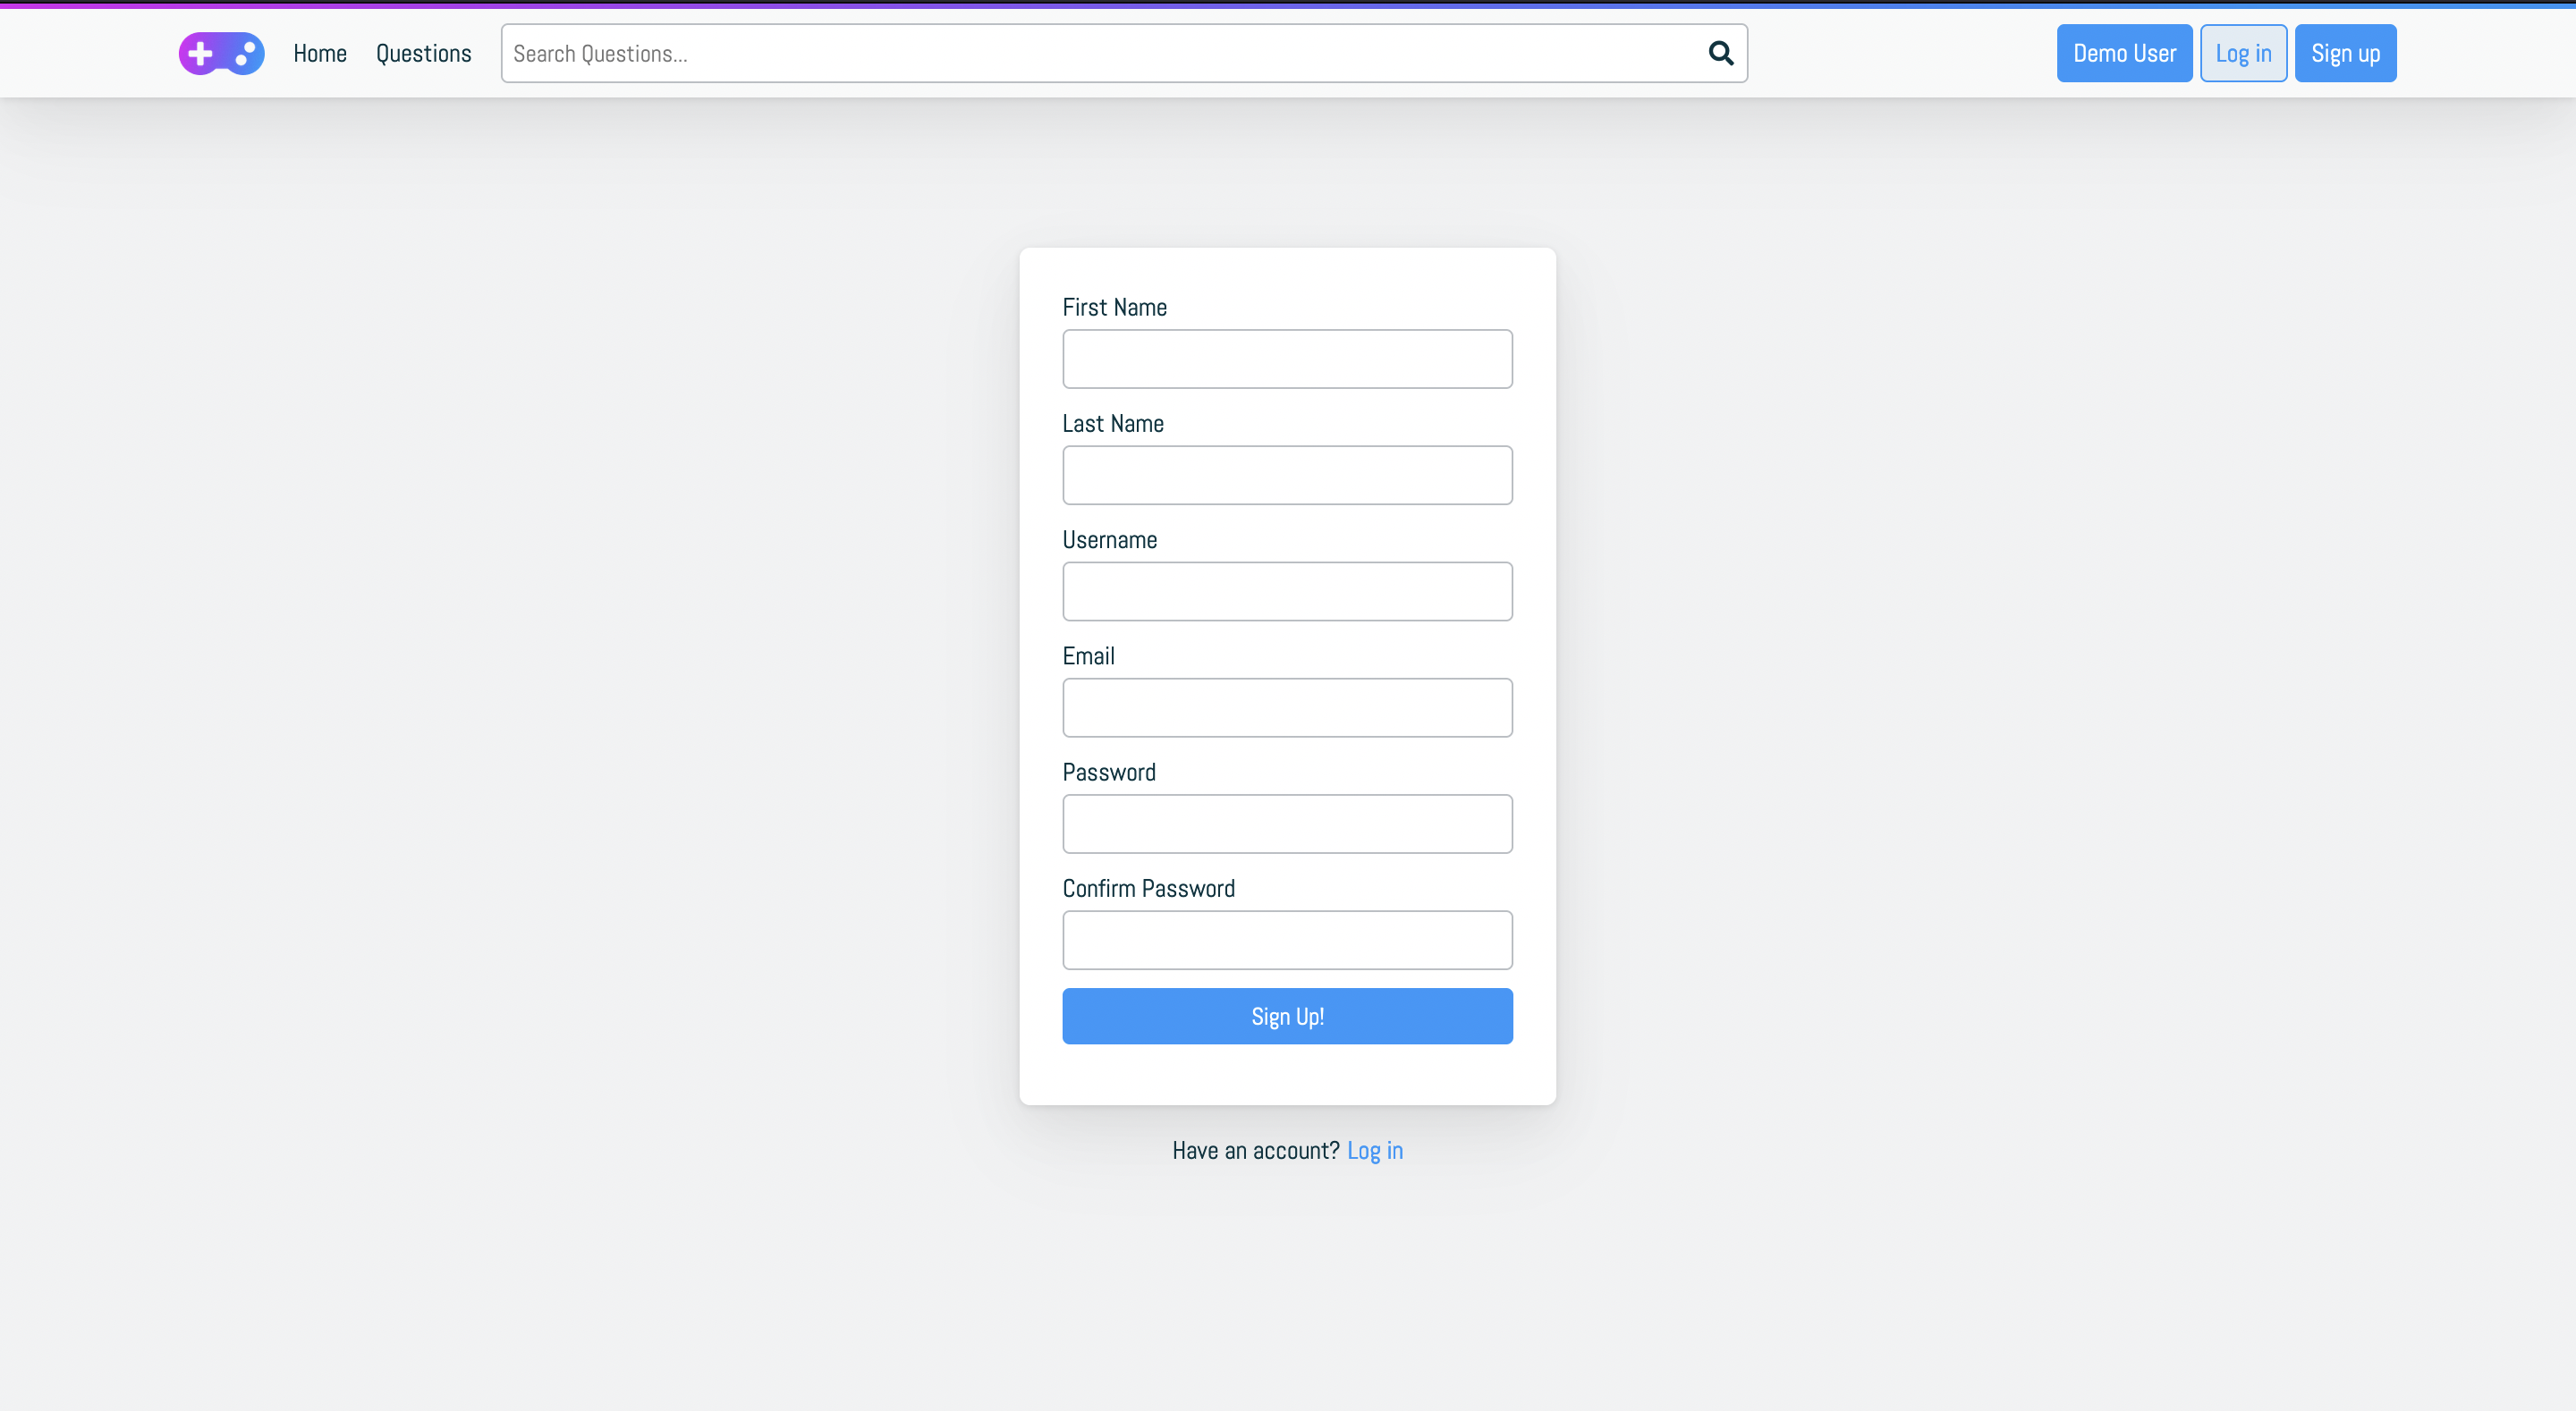 Home Questions Search Questions... Demo User Log in Sign up
First Name
Last Name
Username
Email
Password
Confirm Password
Sign Up!
Have an account? Log in